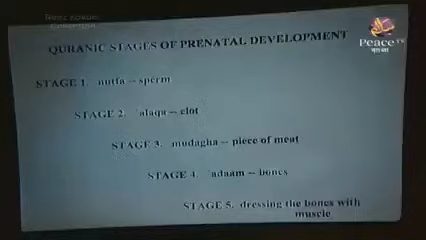 QURANIC STAGES OF PRENATAL DEVELOPMENT
Peace TV
বাংলা
STAGE 1. nutfa -- sperm
STAGE 2. `alaqa -- clot
STAGE 3. mudagha -- piece of meat
STAGE 4. `adaam -- bones
STAGE 5. dressing the bones with
muscle